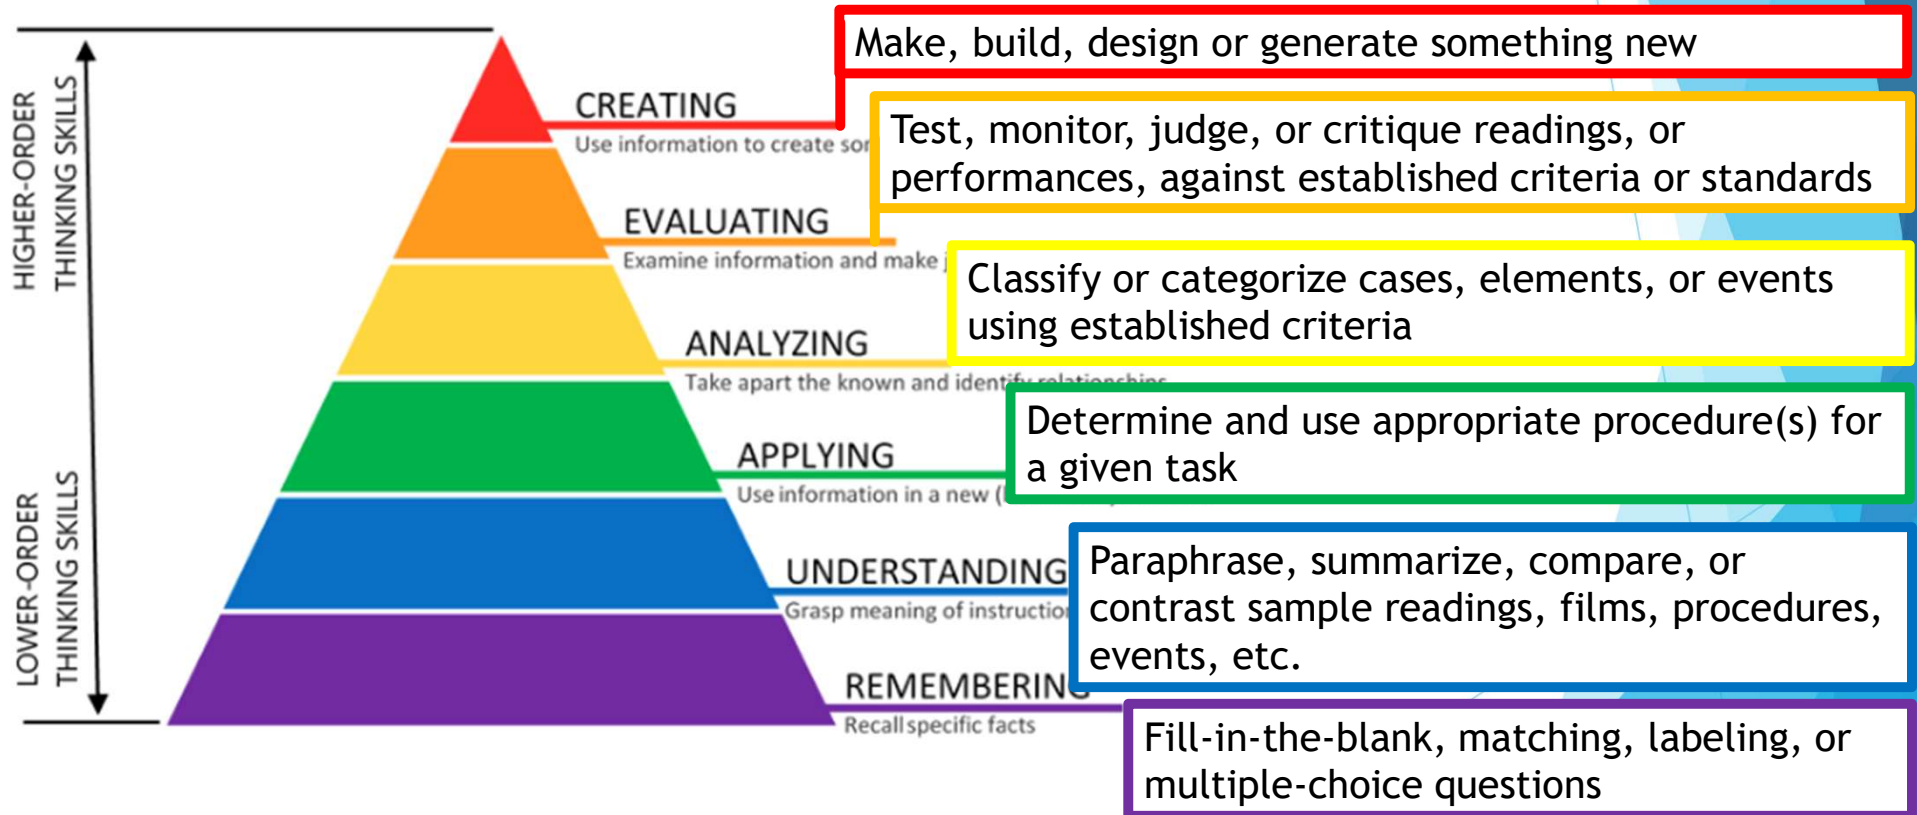 HIGHER-ORDER
THINKING SKILLS
LOWER-ORDER
THINKING SKILLS
CREATING
Use information to create
Make, build, design or generate something new
EVALUATING
Examine information and make
Test, monitor, judge, or critique readings, or
performances, against established criteria or standards
ANALYZING
Take apart the known and identify relationships
Classify or categorize cases, elements, or events
using established criteria
APPLYING
Use information in a new (
Determine and use appropriate procedure(s) for
a given task
UNDERSTANDING
Grasp meaning of
Paraphrase, summarize, compare, or
contrast sample readings, films, procedures,
events, etc.
REMEMBERING
Recall specific facts
Fill-in-the-blank, matching, labeling, or
multiple-choice questions